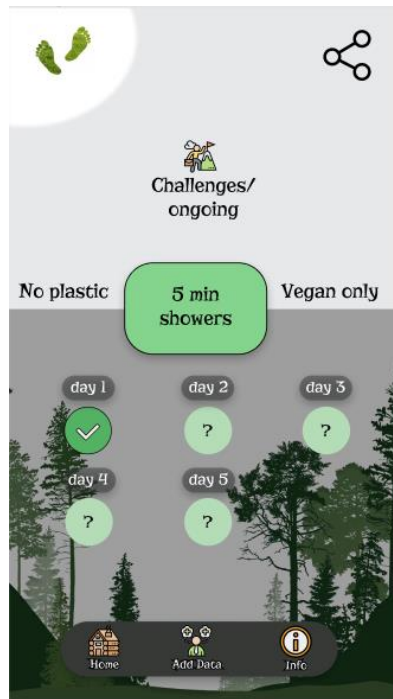 Challenges/
ongoing
No plastic
5 min
showers
Vegan only
day 1
day 2
day 3
?
?
day 4
day 5
?
?
Home
Add Data
Info